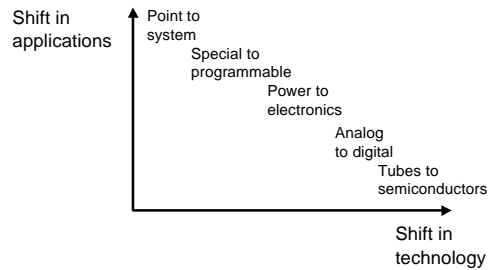 Shift in
applications
Point to
system
Special to
programmable
Power to
electronics
Analog
to digital
Tubes to
semiconductors
Shift in
technology